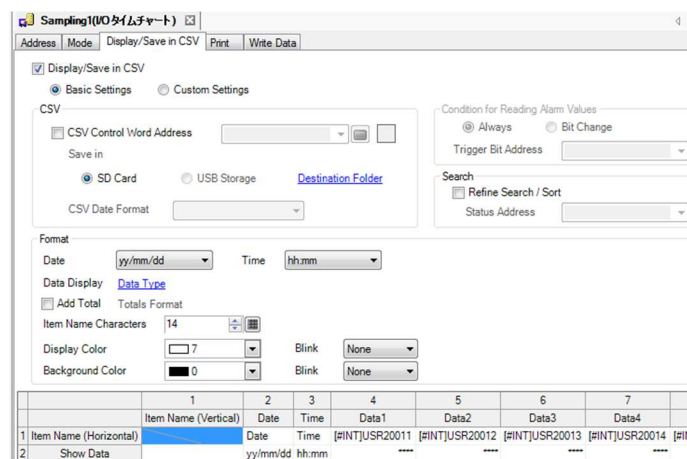 Sampling1(I/Oタイムチャート)
Address Mode Display/Save in CSV Print Write Data
Display/Save in CSV
Basic Settings Custom Settings
CSV
CSV Control Word Address
Save in
SD Card USB Storage Destination Folder
CSV Date Format
Condition for Reading Alarm Values
Always Bit Change
Trigger Bit Address
Search
Refine Search / Sort
Status Address
Format
Date yy/mm/dd Time hh:mm
Data Display Data Type
Add Total Totals Format
Item Name Characters 14
Display Color 7 Blink None
Background Color 0 Blink None
1 2 3 4 5 6 7
Item Name (Vertical) Date Time Data1 Data2 Data3 Data4
1 Item Name (Horizontal) Date Time [#INT]USR20011 [#INT]USR20012 [#INT]USR20013 [#INT]USR20014
2 Show Data yy/mm/dd hh:mm ---- ---- ---- ----